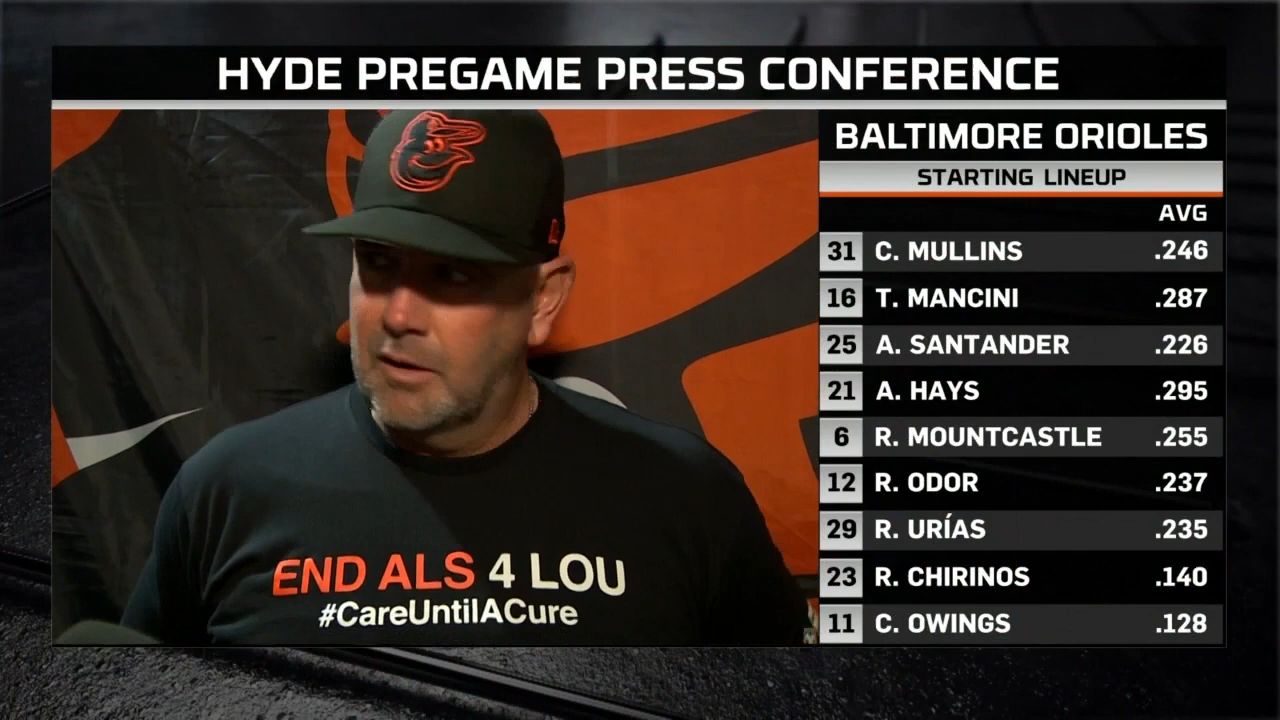 HYDE PREGAME PRESS CONFERENCE
BALTIMORE ORIOLES
STARTING LINEUP
AVG
31 C. MULLINS .246
16 T. MANCINI .287
25 A. SANTANDER .226
21 A. HAYS .295
6 R. MOUNTCASTLE .255
12 R. ODOR .237
29 R. URÍAS .235
23 R. CHIRINOS .140
11 C. OWINGS .128
END ALS 4 LOU
#CareUntilACure